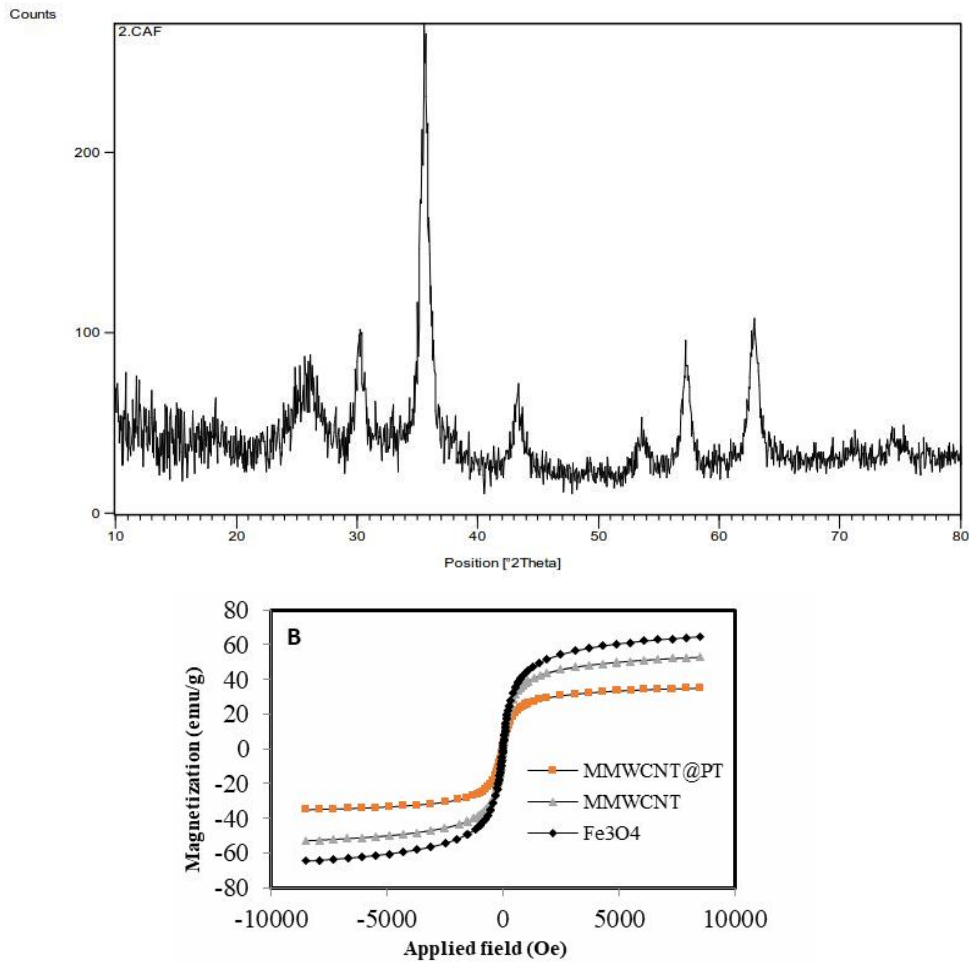 Counts
2.CAF
200
100
0
10 20 30 40 50 60 70 80
Position [°2Theta]
B
80
60
40
20
0
-20
-40
-60
-80
Magnetization (emu/g)
MMWCNT@PT
MMWCNT
Fe3O4
-10000 -5000 0 5000 10000
Applied field (Oe)